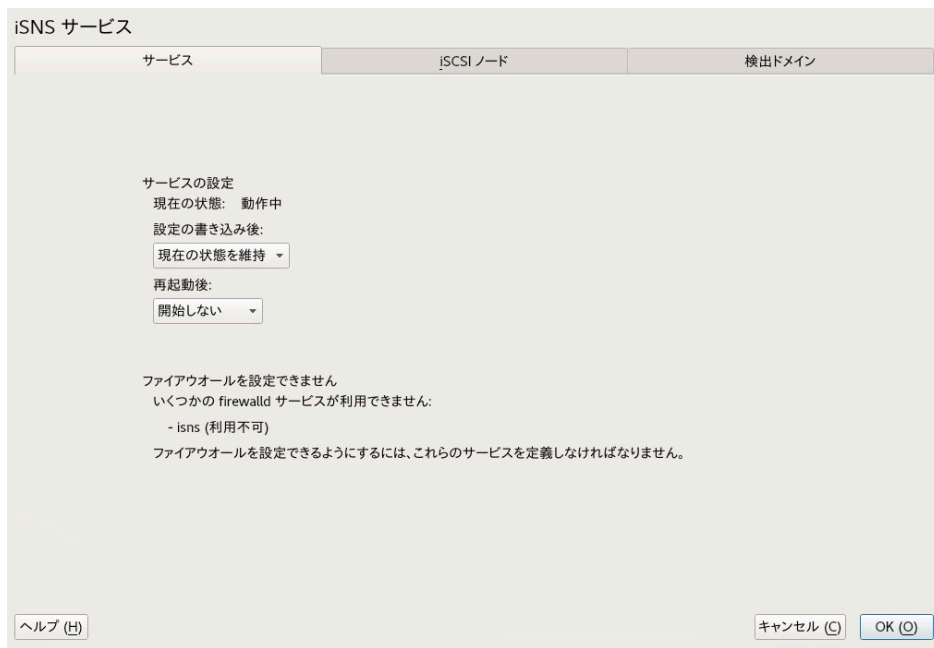 iSNS サービス
サービス
iSCSI ノード
検出ドメイン
サービスの設定
現在の状態: 動作中
設定の書き込み後:
現在の状態を維持
再起動後:
開始しない
ファイアウオールを設定できません
いくつかの firewalld サービスが利用できません:
- isns (利用不可)
ファイアウオールを設定できるようにするには、これらのサービスを定義しなければなりません。
ヘルプ (H)
キャンセル (C)
OK (O)